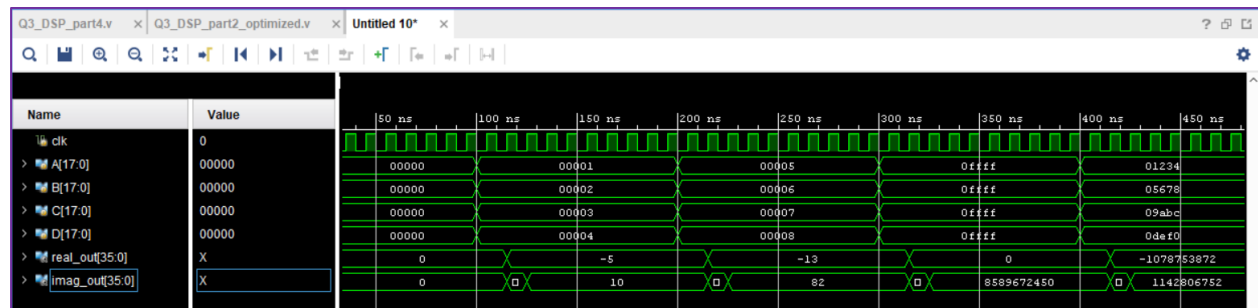 Q3_DSP_part4.v × Q3_DSP_part2_optimized.v × Untitled 10* × ?
Name Value 50 ns 100 ns 150 ns 200 ns 250 ns 300 ns 350 ns 400 ns 450 ns
clk 0
A[17:0] 00000 00000 00001 00005 0ffff 01234
B[17:0] 00000 00000 00002 00006 0ffff 05678
C[17:0] 00000 00000 00003 00007 0ffff 09abc
D[17:0] 00000 00000 00004 00008 0ffff 0def0
real_out[35:0] X 0 -5 -13 0 -1078753872
imag_out[35:0] X 0 10 82 8589672450 1142806752